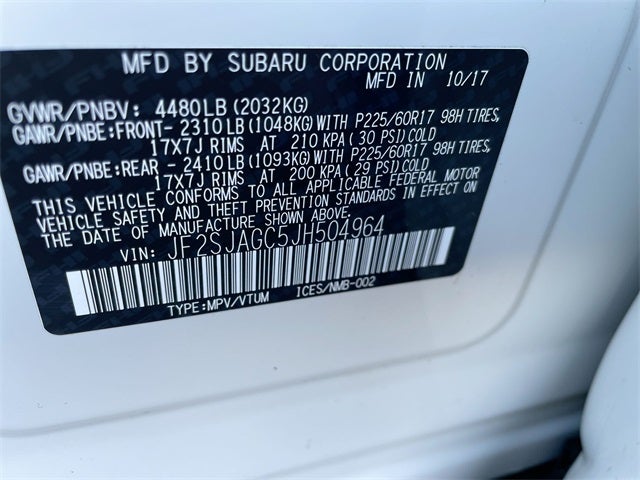 MFD BY SUBARU CORPORATION
MFD IN 10/17
GVWR/PNBV: 4480LB(2032KG)
GAWR/PNBE:FRONT-2310LB(1048KG)WITH P225/60R17 98H TIRES,
17X7J RIMS AT 210 KPA(30 PSI)COLD
GAWR/PNBE:REAR -2410LB(1093KG)WITH P225/60R17 98H TIRES,
17X7J RIMS AT 200 KPA(29 PSI)COLD
THIS VEHICLE CONFORMS TO ALL APPLICABLE FEDERAL MOTOR
VEHICLE SAFETY AND THEFT PREVENTION STANDARDS IN EFFECT ON
THE DATE OF MANUFACTURE SHOWN ABOVE.
VIN: JF2SJAGC5JH504964
TYPE:MPV/VTUM ICES/NMB-002